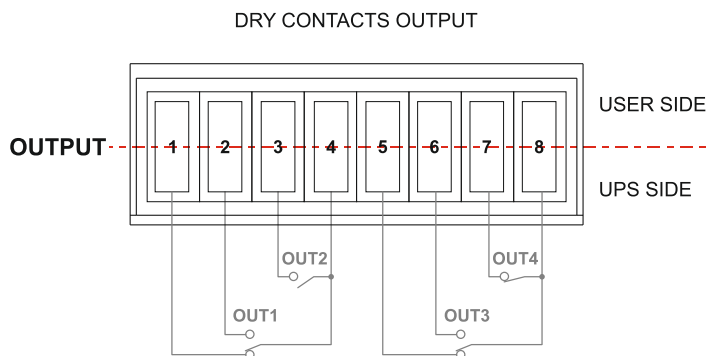 DRY CONTACTS OUTPUT
USER SIDE
OUTPUT 1 2 3 4 5 6 7 8
UPS SIDE
OUT2 OUT4
OUT1 OUT3